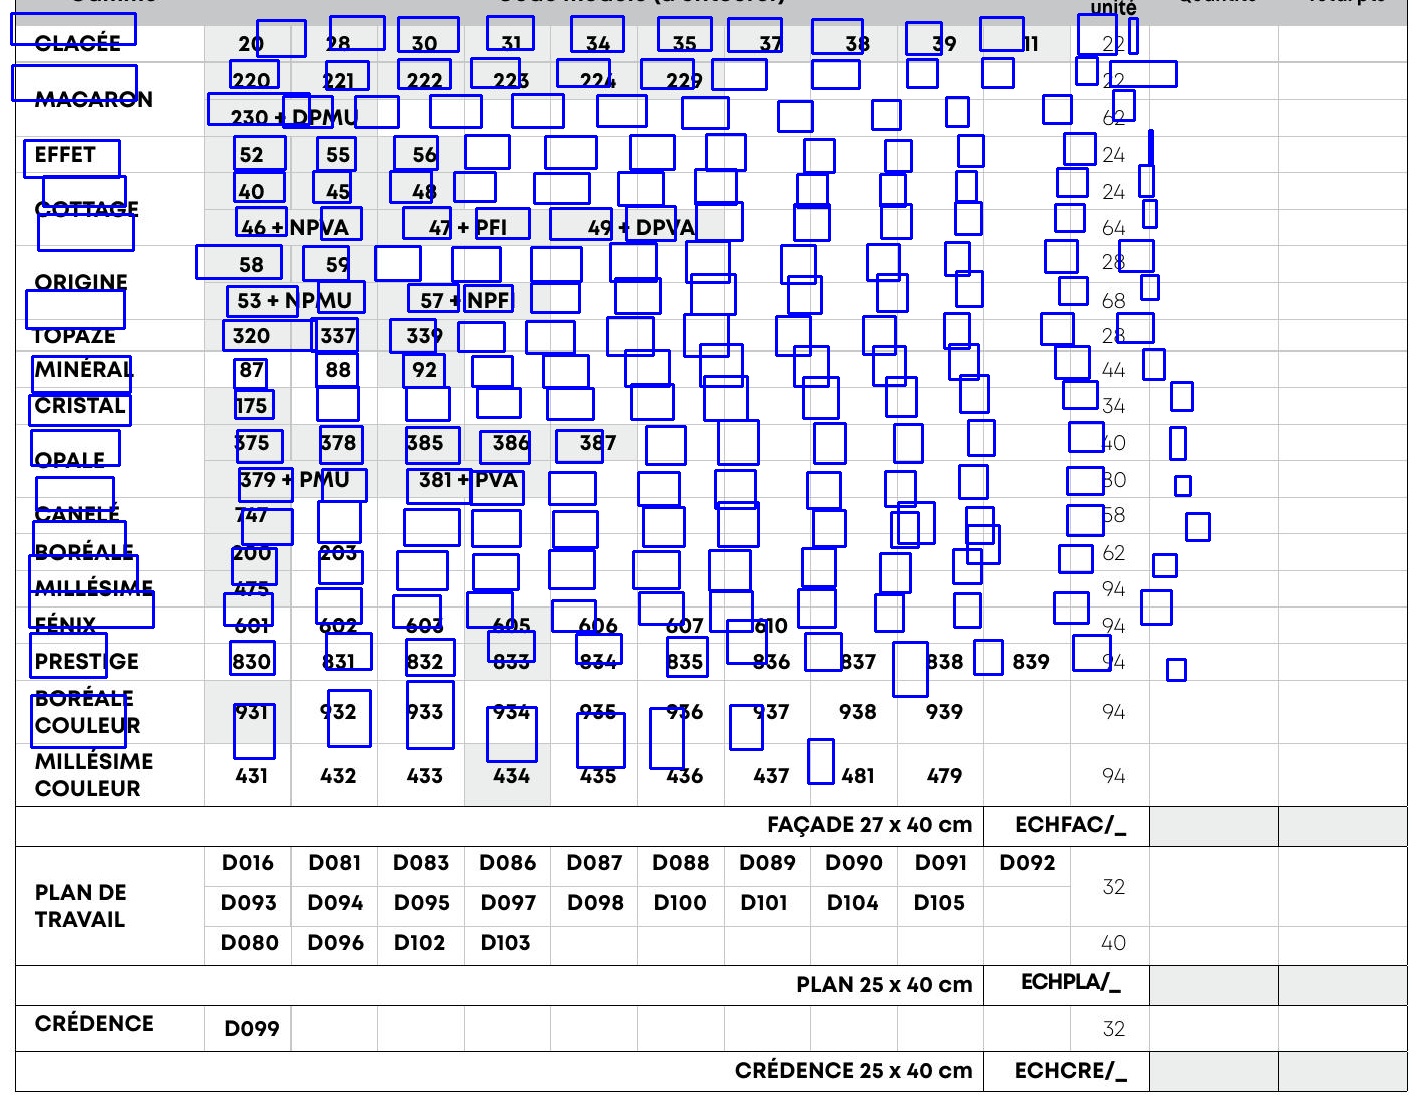 unité
GLACÉE 20 28 30 31 34 35 37 38 39 11 22
220 221 222 223 224 229 22
MACARON
230 + DPMU 62
EFFET 52 55 56 24
40 45 48 24
COTTAGE
46 + NPVA 47 + PFI 49 + DPVA 64
58 59 28
ORIGINE
53 + NPMU 57 + NPF 68
TOPAZE 320 337 339 28
MINÉRAL 87 88 92 44
CRISTAL 175 34
375 378 385 386 387 40
OPALE
379 + PMU 381 + PVA 80
CANELÉ 747 58
BORÉALE 200 203 62
MILLÉSIME 475 94
FÉNIX 601 602 603 605 606 607 610 94
PRESTIGE 830 831 832 833 834 835 836 837 838 839 94
BORÉALE
COULEUR 931 932 933 934 935 936 937 938 939 94
MILLÉSIME
COULEUR 431 432 433 434 435 436 437 481 479 94
FAÇADE 27 x 40 cm ECHFAC/_
D016 D081 D083 D086 D087 D088 D089 D090 D091 D092
PLAN DE
TRAVAIL
32
D093 D094 D095 D097 D098 D100 D101 D104 D105
D080 D096 D102 D103 40
PLAN 25 x 40 cm ECHPLA/_
CRÉDENCE D099 32
CRÉDENCE 25 x 40 cm ECHCRE/_